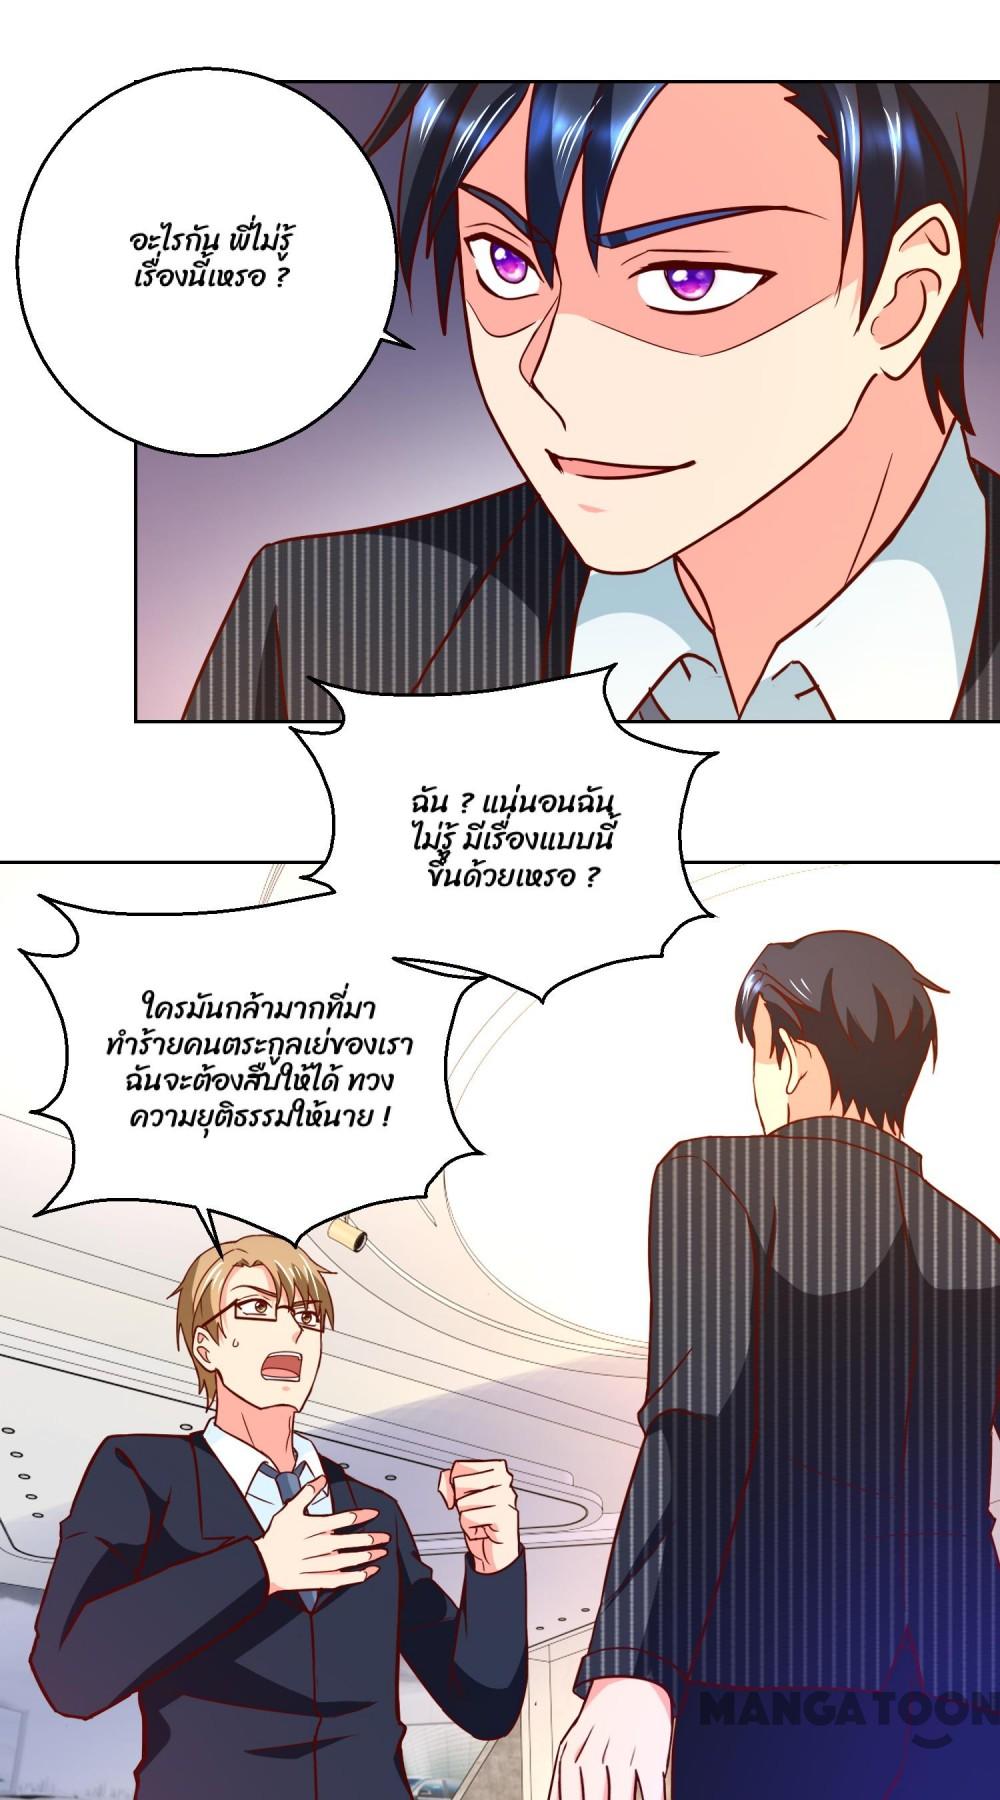 อะไรกัน พี่ไม่รู้
เรื่องนี้เหรอ ?
ฉัน ? แน่นอนฉัน
ไม่รู้ มีเรื่องแบบนี้
ขึ้นด้วยเหรอ ?
ใครมันกล้ามากที่มา
ทำร้ายคนตระกูลเย่ของเรา
ฉันจะต้องสืบให้ได้ ทวง
ความยุติธรรมให้นาย !
MANGA TOON